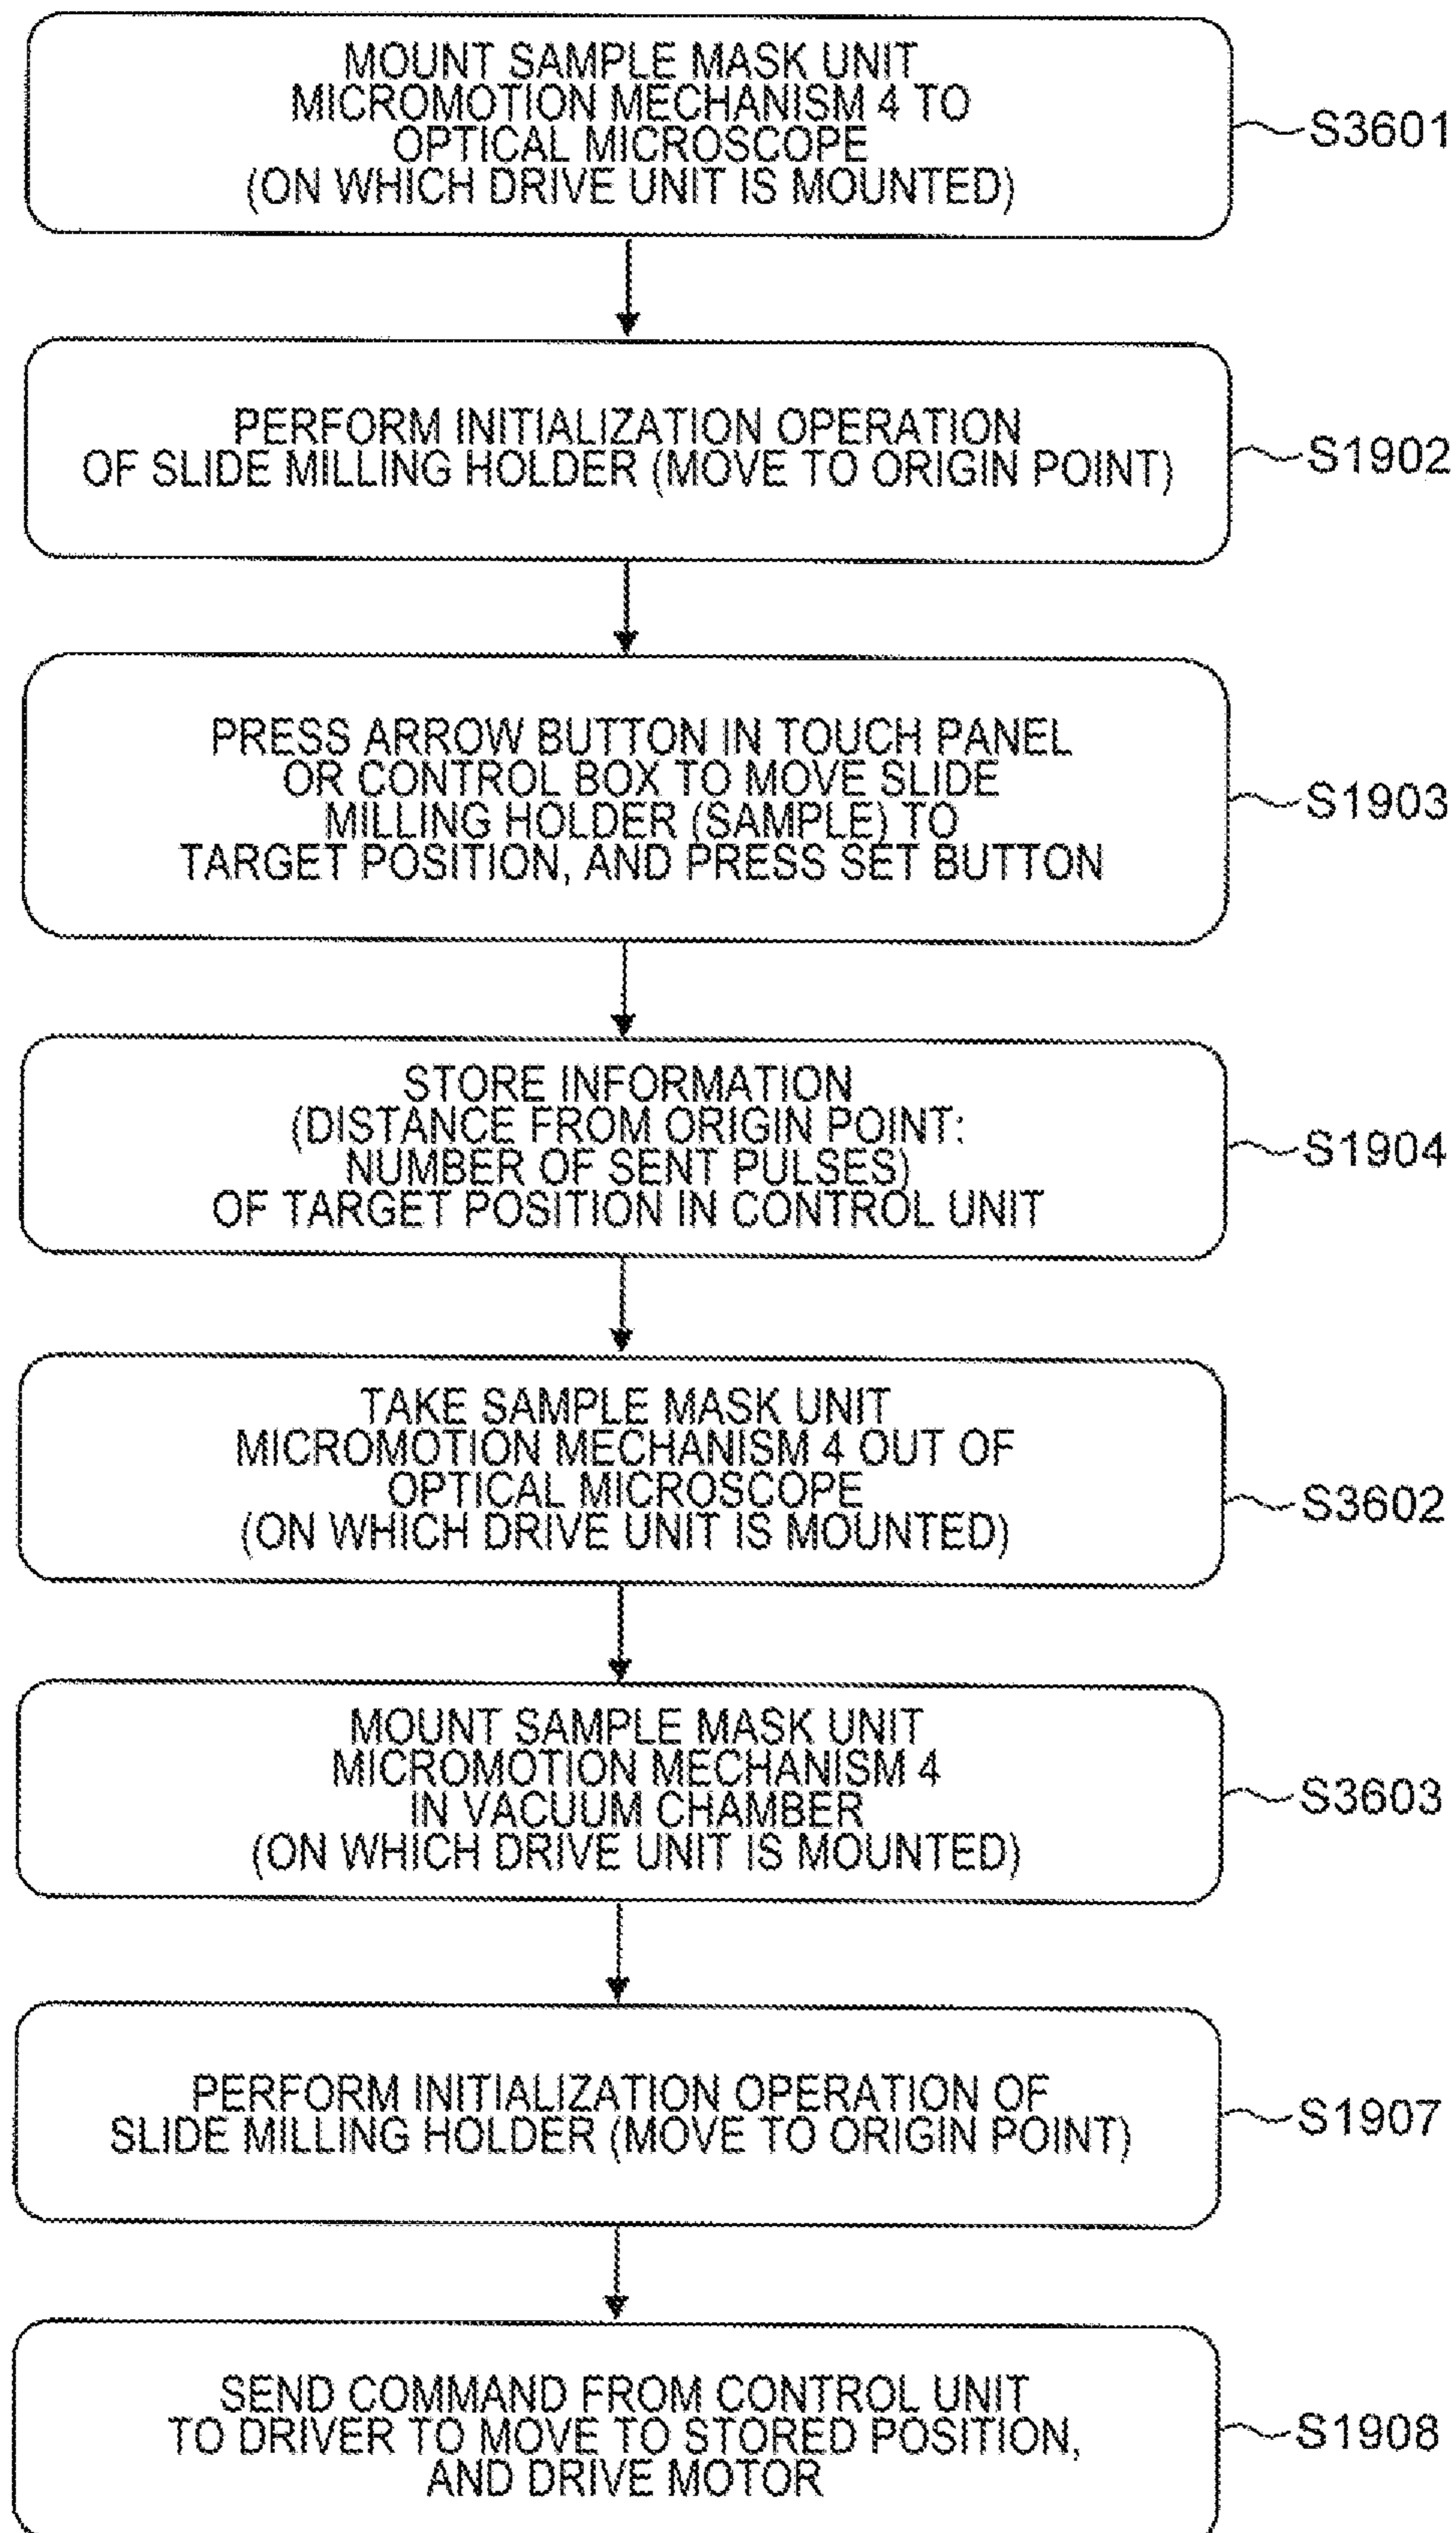 MOUNT SAMPLE MASK UNIT
MICROMOTION MECHANISM 4 TO
OPTICAL MICROSCOPE
(ON WHICH DRIVE UNIT IS MOUNTED)
S3601
PERFORM INITIALIZATION OPERATION
OF SLIDE MILLING HOLDER (MOVE TO ORIGIN POINT)
S1902
PRESS ARROW BUTTON IN TOUCH PANEL
OR CONTROL BOX TO MOVE SLIDE
MILLING HOLDER (SAMPLE) TO
TARGET POSITION, AND PRESS SET BUTTON
S1903
STORE INFORMATION
(DISTANCE FROM ORIGIN POINT:
NUMBER OF SENT PULSES)
OF TARGET POSITION IN CONTROL UNIT
S1904
TAKE SAMPLE MASK UNIT
MICROMOTION MECHANISM 4 OUT OF
OPTICAL MICROSCOPE
(ON WHICH DRIVE UNIT IS MOUNTED)
S3602
MOUNT SAMPLE MASK UNIT
MICROMOTION MECHANISM 4
IN VACUUM CHAMBER
(ON WHICH DRIVE UNIT IS MOUNTED)
S3603
PERFORM INITIALIZATION OPERATION OF
SLIDE MILLING HOLDER (MOVE TO ORIGIN POINT)
S1907
SEND COMMAND FROM CONTROL UNIT
TO DRIVER TO MOVE TO STORED POSITION,
AND DRIVE MOTOR
S1908